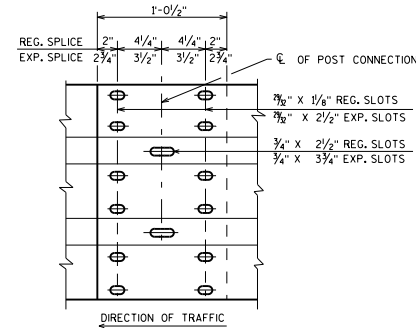 1'-0½"
REG. SPLICE 2" 4¼" 4¼" 2"
EXP. SPLICE 2¾" 3½" 3½" 2¾"
℄ OF POST CONNECTION
29/32" X 1⅛" REG. SLOTS
29/32" X 2½" EXP. SLOTS
¾" X 2½" REG. SLOTS
¾" X 3¾" EXP. SLOTS
DIRECTION OF TRAFFIC